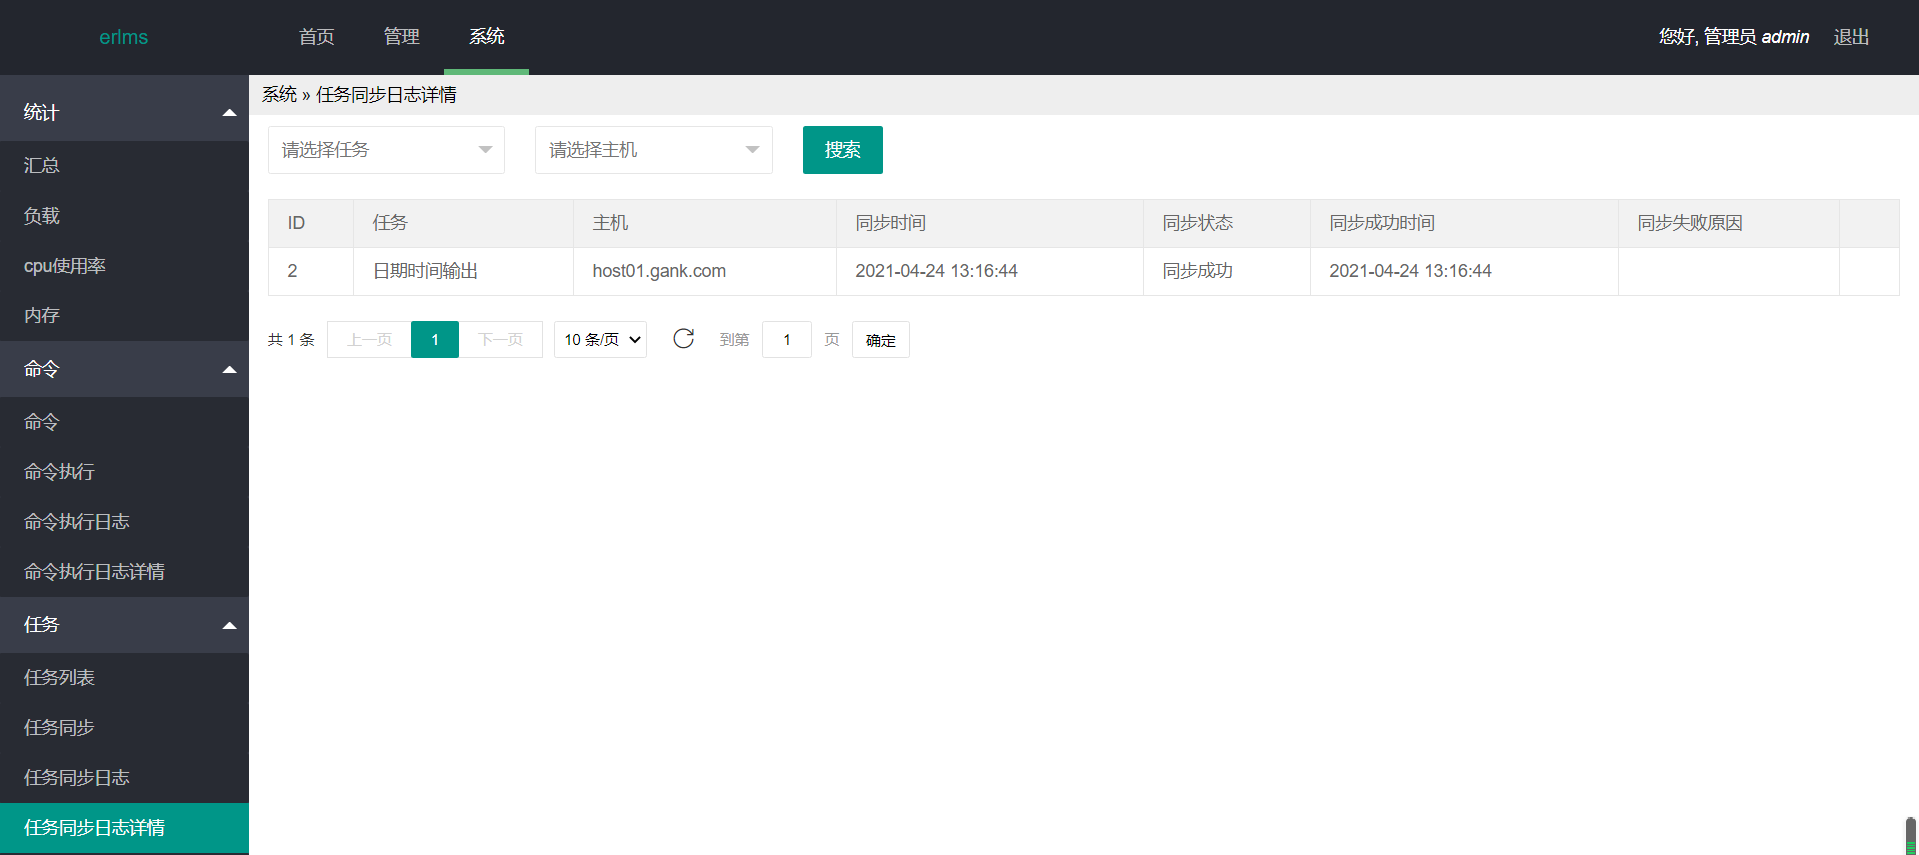 erlms 首页 管理 系统 您好, 管理员 admin 退出
统计
汇总
负载
cpu使用率
内存
命令
命令
命令执行
命令执行日志
命令执行日志详情
任务
任务列表
任务同步
任务同步日志
任务同步日志详情
系统 » 任务同步日志详情
请选择任务 请选择主机 搜索
ID 任务 主机 同步时间 同步状态 同步成功时间 同步失败原因
2 日期时间输出 host01.gank.com 2021-04-24 13:16:44 同步成功 2021-04-24 13:16:44
共 1 条 上一页 1 下一页 10 条/页 到第 1 页 确定